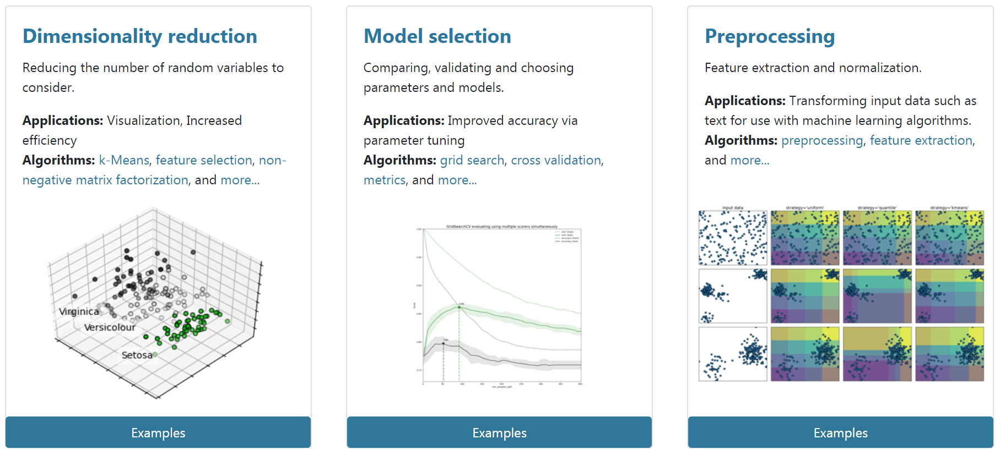 Dimensionality reduction
Reducing the number of random variables to
consider.
Applications: Visualization, Increased
efficiency
Algorithms: k-Means, feature selection, non-
negative matrix factorization, and more...
Virginica
Versicolour
Setosa
Examples
Model selection
Comparing, validating and choosing
parameters and models.
Applications: Improved accuracy via
parameter tuning
Algorithms: grid search, cross validation,
metrics, and more...
GridSearchCV evaluating using multiple scorers simultaneously
min_samples_split
Examples
Preprocessing
Feature extraction and normalization.
Applications: Transforming input data such as
text for use with machine learning algorithms.
Algorithms: preprocessing, feature extraction,
and more...
Input data strategy='uniform' strategy='quantile' strategy='kmeans'
Examples